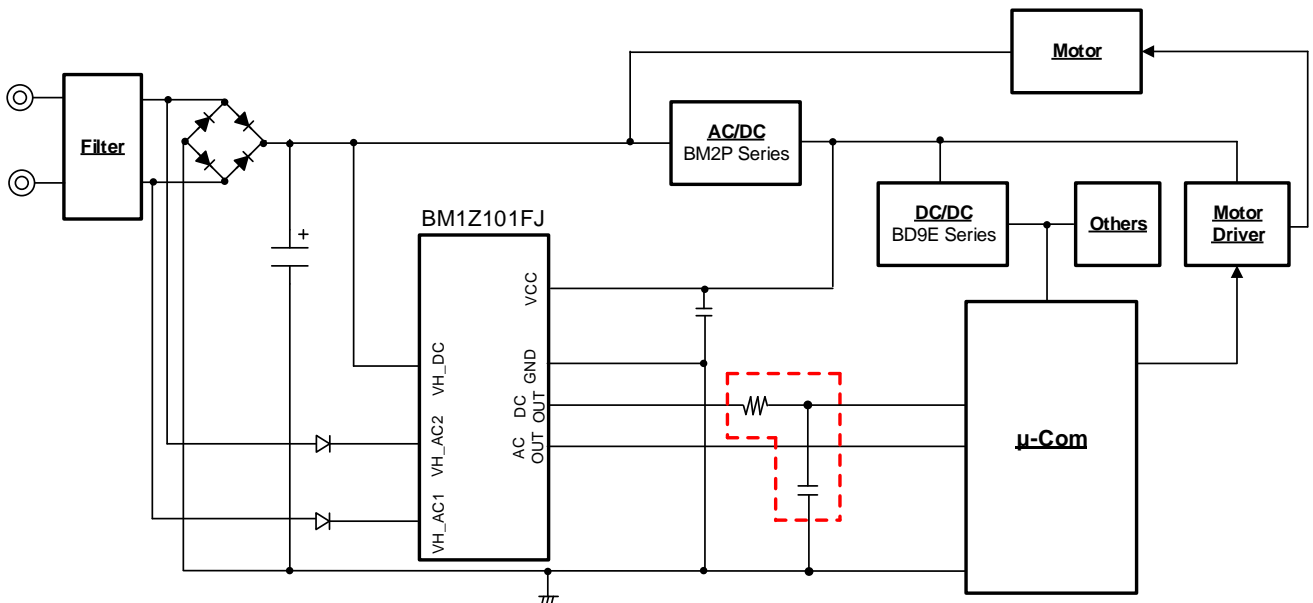 Motor
Filter
AC/DC
BM2P Series
DC/DC
BD9E Series
Others
Motor
Driver
BM1Z101FJ
+
VCC
GND
DC
OUT
AC
OUT
VH_DC
VH_AC2
VH_AC1
µ-Com